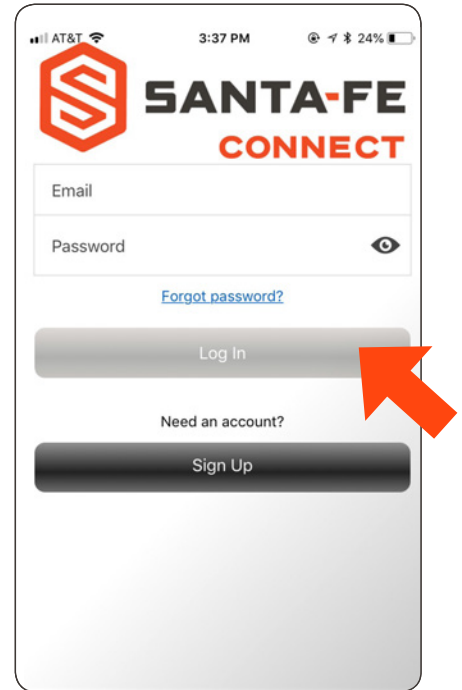 AT&T 3:37 PM 24%
SANTA-FE
CONNECT
Email
Password
Forgot password?
Log In
Need an account?
Sign Up